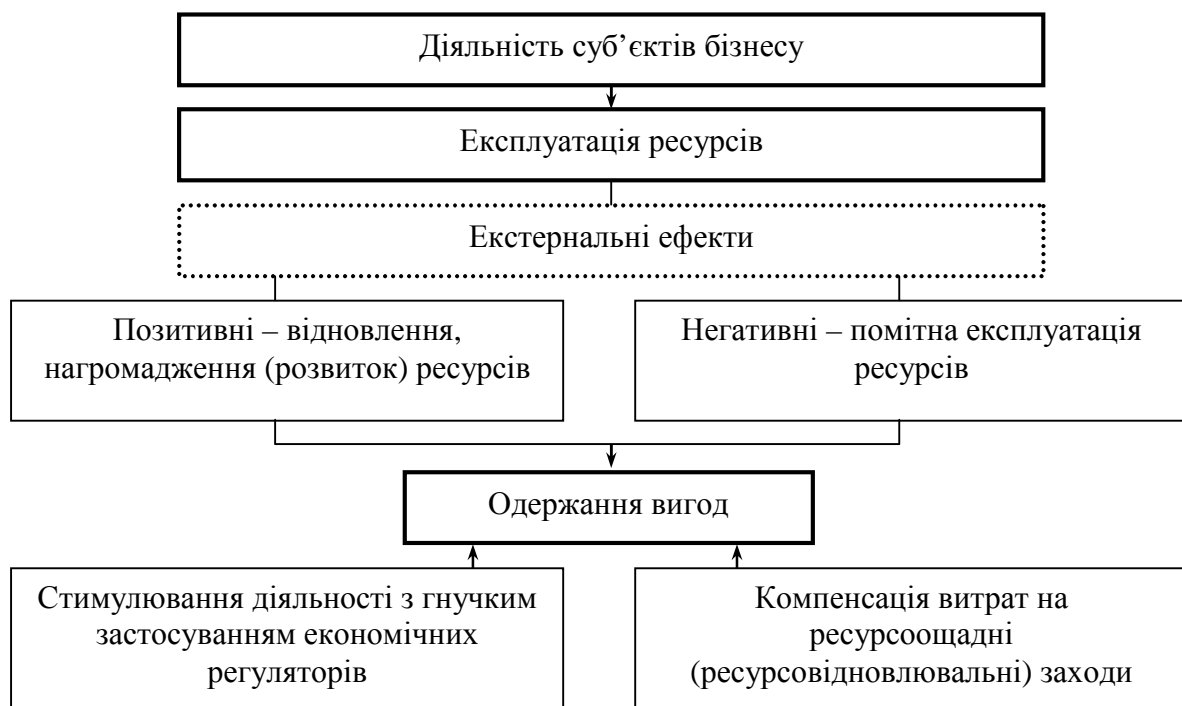 Діяльність суб’єктів бізнесу
Експлуатація ресурсів
Екстернальні ефекти
Позитивні – відновлення,
нагромадження (розвиток) ресурсів
Негативні – помітна експлуатація
ресурсів
Одержання вигод
Стимулювання діяльності з гнучким
застосуванням економічних
регуляторів
Компенсація витрат на
ресурсоощадні
(ресурсовідновлювальні) заходи